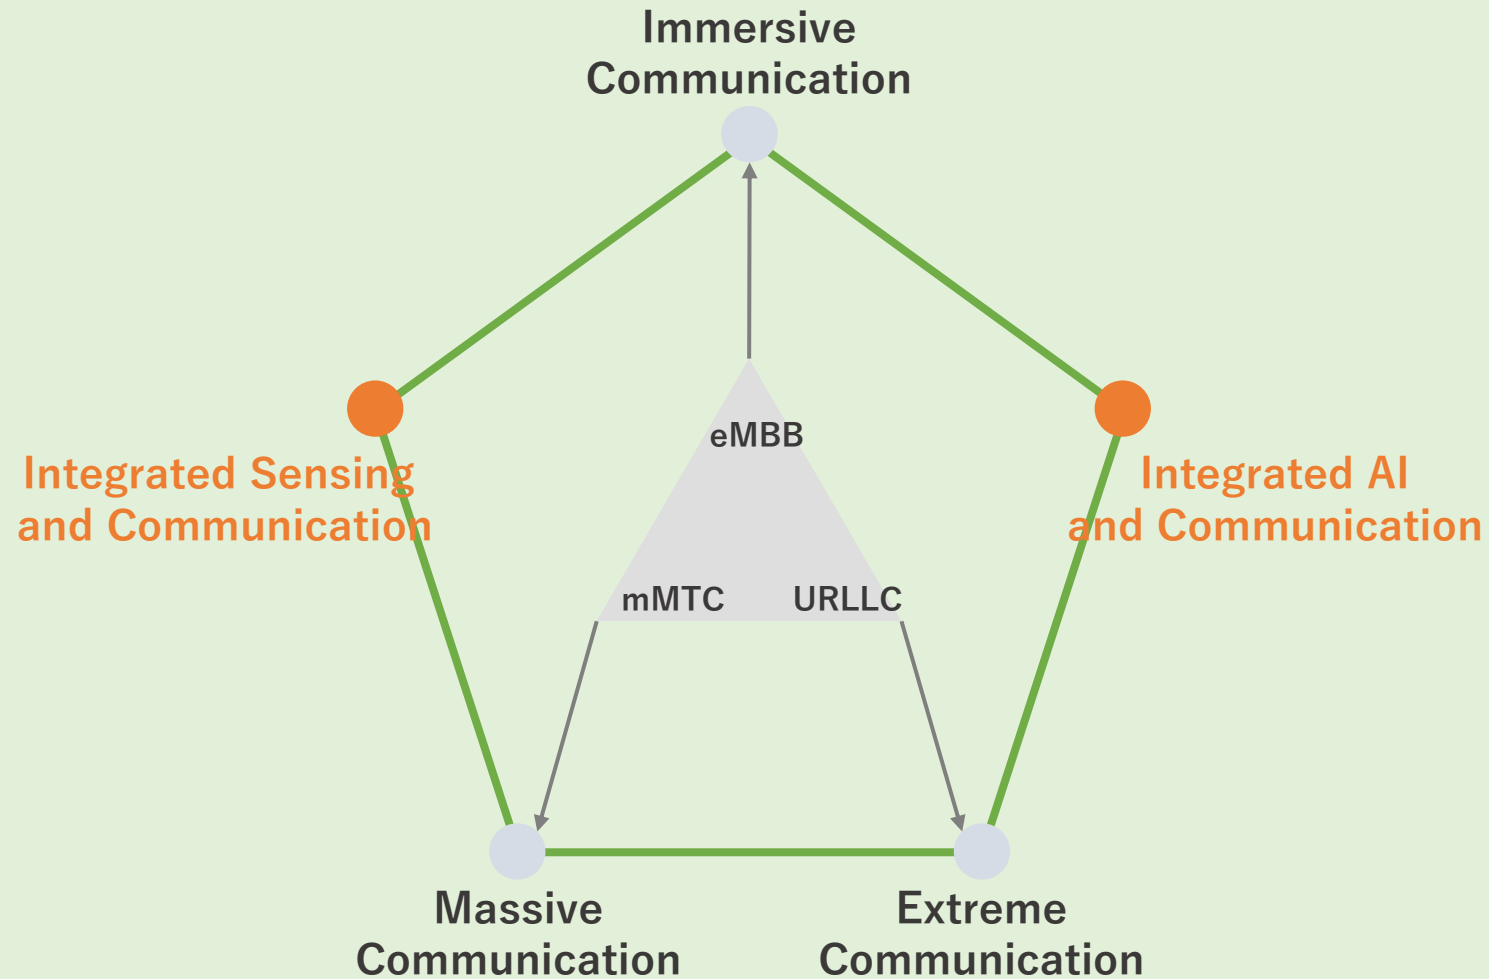 Immersive
Communication
eMBB
Integrated Sensing
and Communication
Integrated AI
and Communication
mMTC
URLLC
Massive
Communication
Extreme
Communication